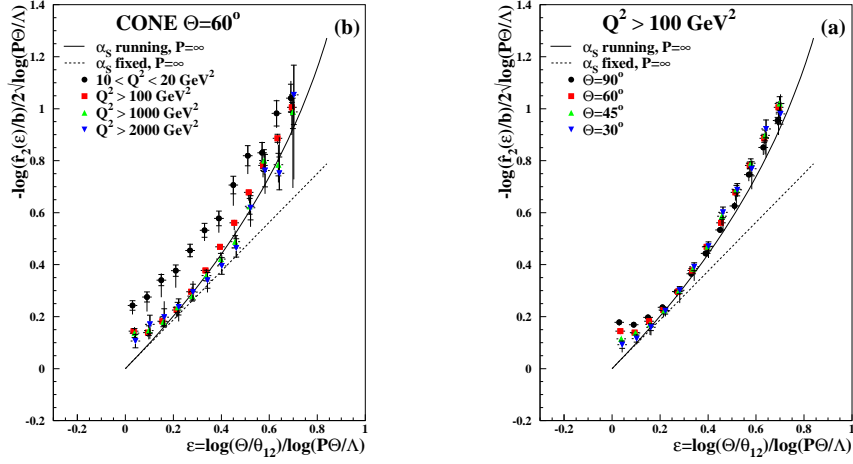 CONE Θ=60°
(b)
α_S running, P=∞
α_S fixed, P=∞
10 < Q² < 20 GeV²
Q² > 100 GeV²
Q² > 1000 GeV²
Q² > 2000 GeV²
-log(r̂₂(ε)/b)/2√log(PΘ/Λ)
1.4
1.2
1
0.8
0.6
0.4
0.2
0
-0.2
0
0.2
0.4
0.6
0.8
1
ε=log(Θ/θ₁₂)/log(PΘ/Λ)
Q² > 100 GeV²
(a)
α_S running, P=∞
α_S fixed, P=∞
Θ=90°
Θ=60°
Θ=45°
Θ=30°
-log(r̂₂(ε)/b)/2√log(PΘ/Λ)
1.4
1.2
1
0.8
0.6
0.4
0.2
0
-0.2
0
0.2
0.4
0.6
0.8
1
ε=log(Θ/θ₁₂)/log(PΘ/Λ)